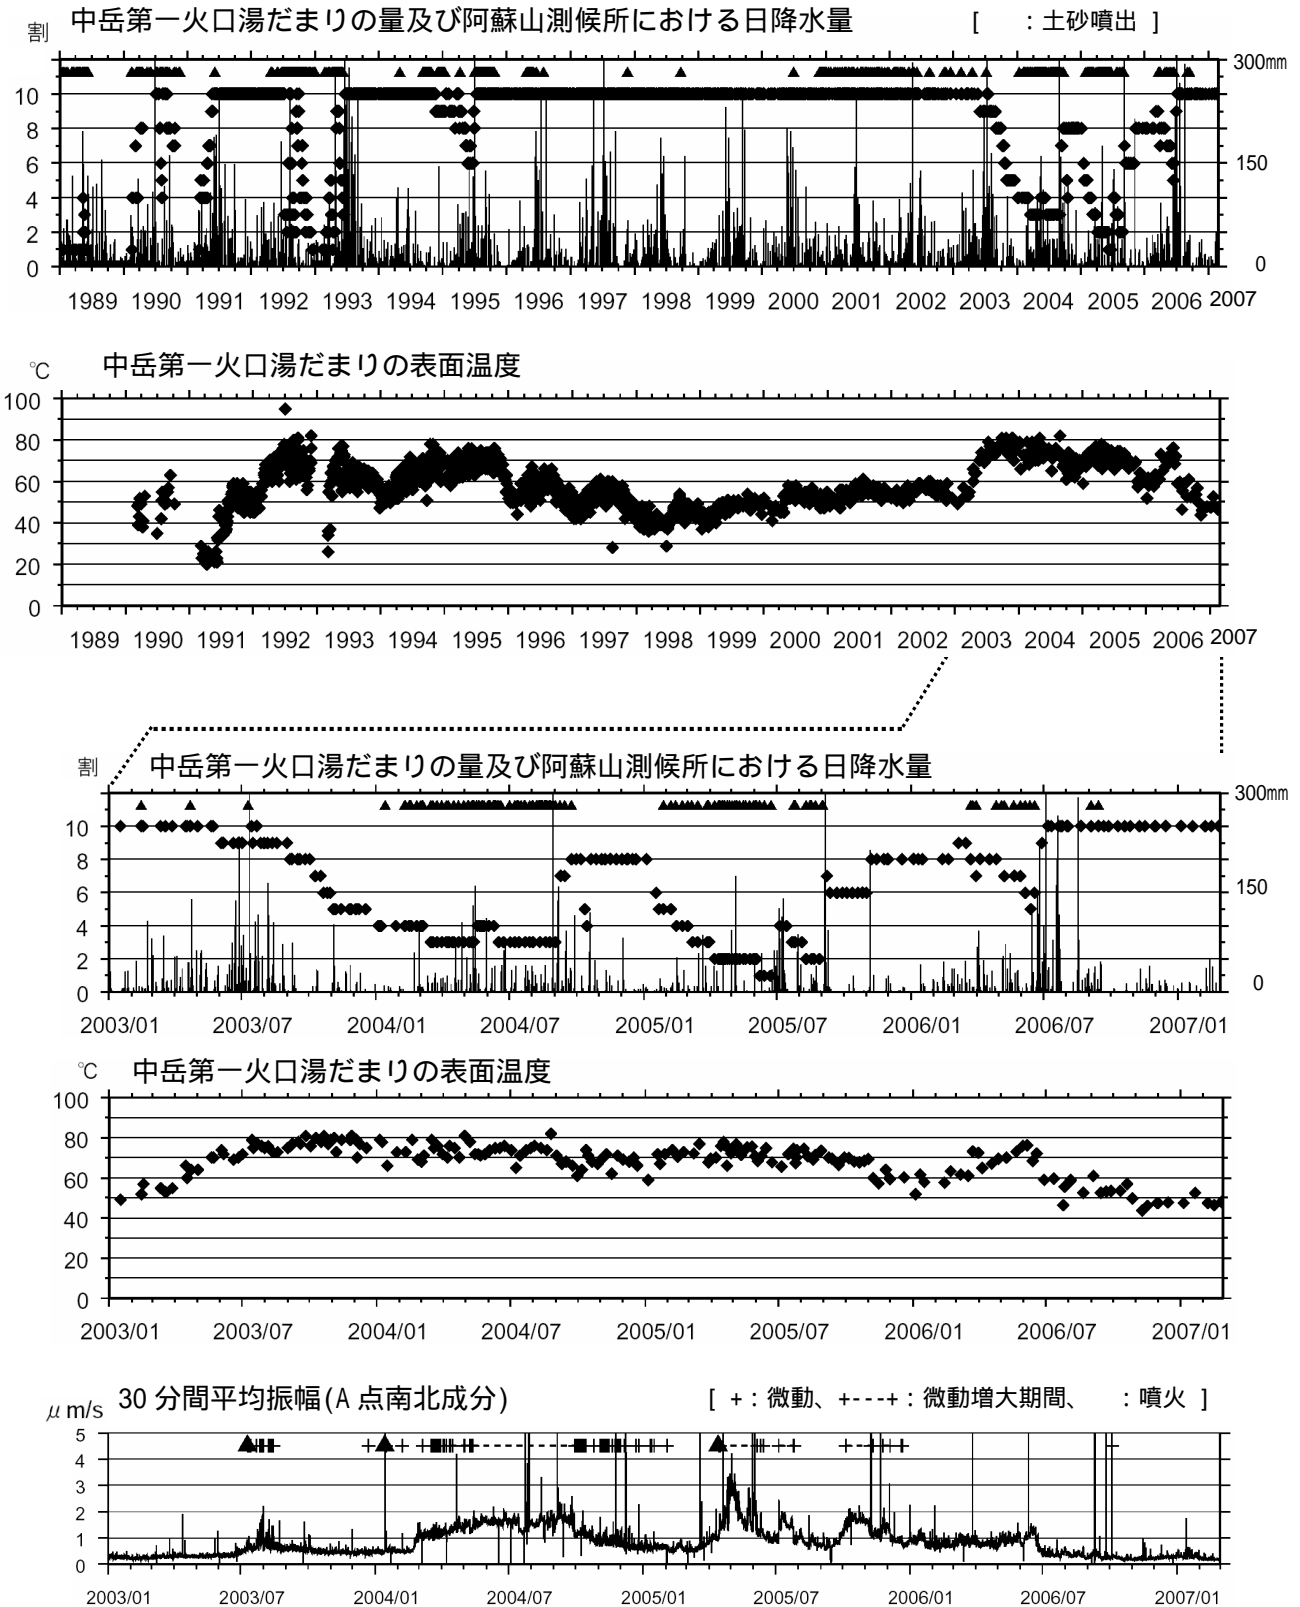 割 中岳第一火口湯だまりの量及び阿蘇山測候所における日降水量 [ ：土砂噴出 ]
300mm
10
8
6 150
4
2
0 0
1989 1990 1991 1992 1993 1994 1995 1996 1997 1998 1999 2000 2001 2002 2003 2004 2005 2006 2007
℃ 中岳第一火口湯だまりの表面温度
100
80
60
40
20
0
1989 1990 1991 1992 1993 1994 1995 1996 1997 1998 1999 2000 2001 2002 2003 2004 2005 2006 2007
割 中岳第一火口湯だまりの量及び阿蘇山測候所における日降水量
300mm
10
8
6 150
4
2
0 0
2003/01 2003/07 2004/01 2004/07 2005/01 2005/07 2006/01 2006/07 2007/01
℃ 中岳第一火口湯だまりの表面温度
100
80
60
40
20
0
2003/01 2003/07 2004/01 2004/07 2005/01 2005/07 2006/01 2006/07 2007/01
μm/s 30分間平均振幅(A点南北成分) [ +：微動、+---+：微動増大期間、 ：噴火 ]
5
4
3
2
1
0
2003/01 2003/07 2004/01 2004/07 2005/01 2005/07 2006/01 2006/07 2007/01